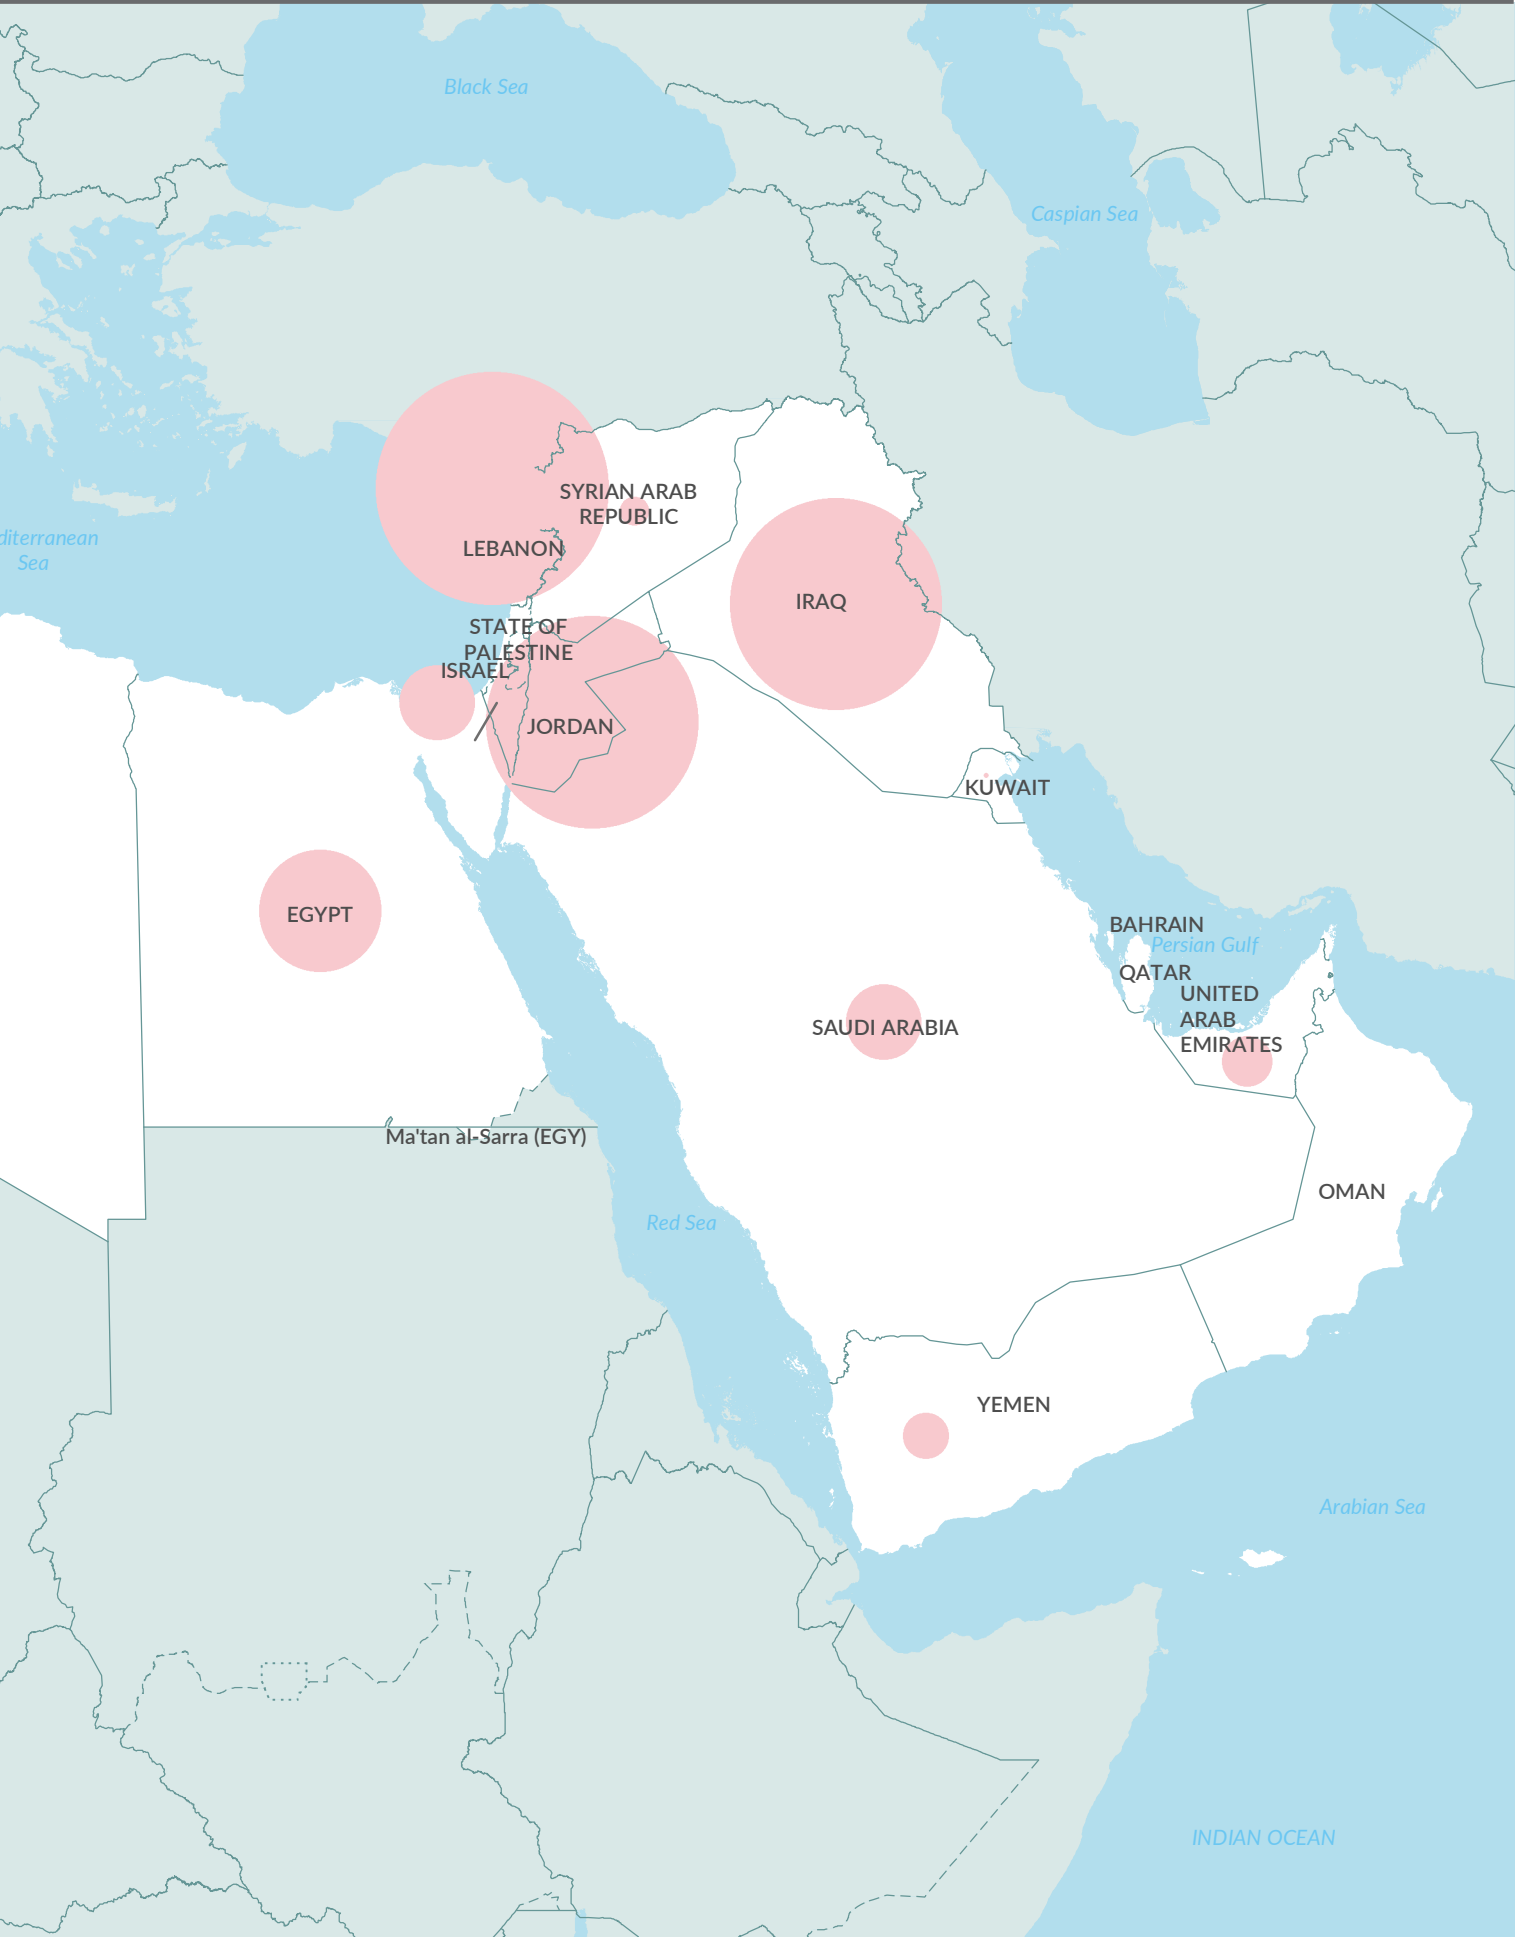 Black Sea
Caspian Sea
SYRIAN ARAB
REPUBLIC
diterranean
Sea
LEBANON
IRAQ
STATE OF
PALESTINE
ISRAEL
JORDAN
KUWAIT
EGYPT
BAHRAIN
Persian Gulf
QATAR
UNITED
ARAB
EMIRATES
SAUDI ARABIA
Ma'tan al-Sarra (EGY)
OMAN
Red Sea
YEMEN
Arabian Sea
INDIAN OCEAN